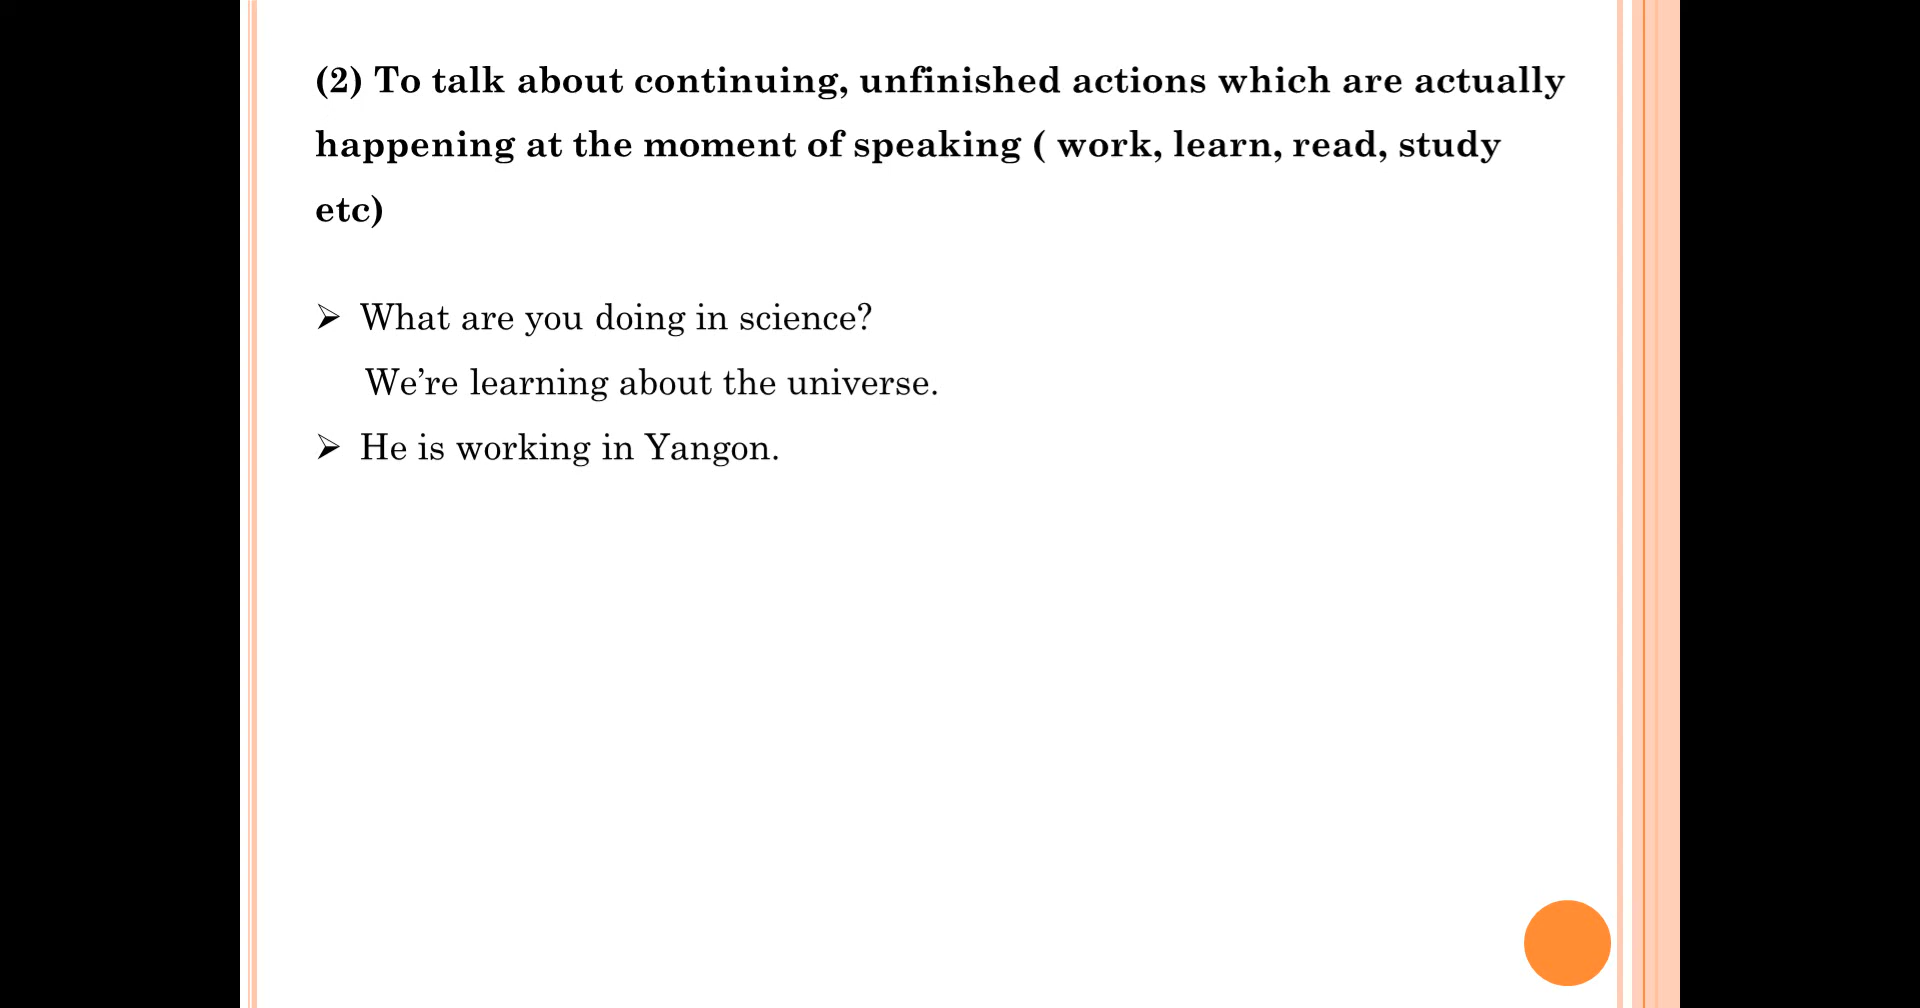 (2) To talk about continuing, unfinished actions which are actually
happening at the moment of speaking ( work, learn, read, study
etc)
➢ What are you doing in science?
We’re learning about the universe.
➢ He is working in Yangon.